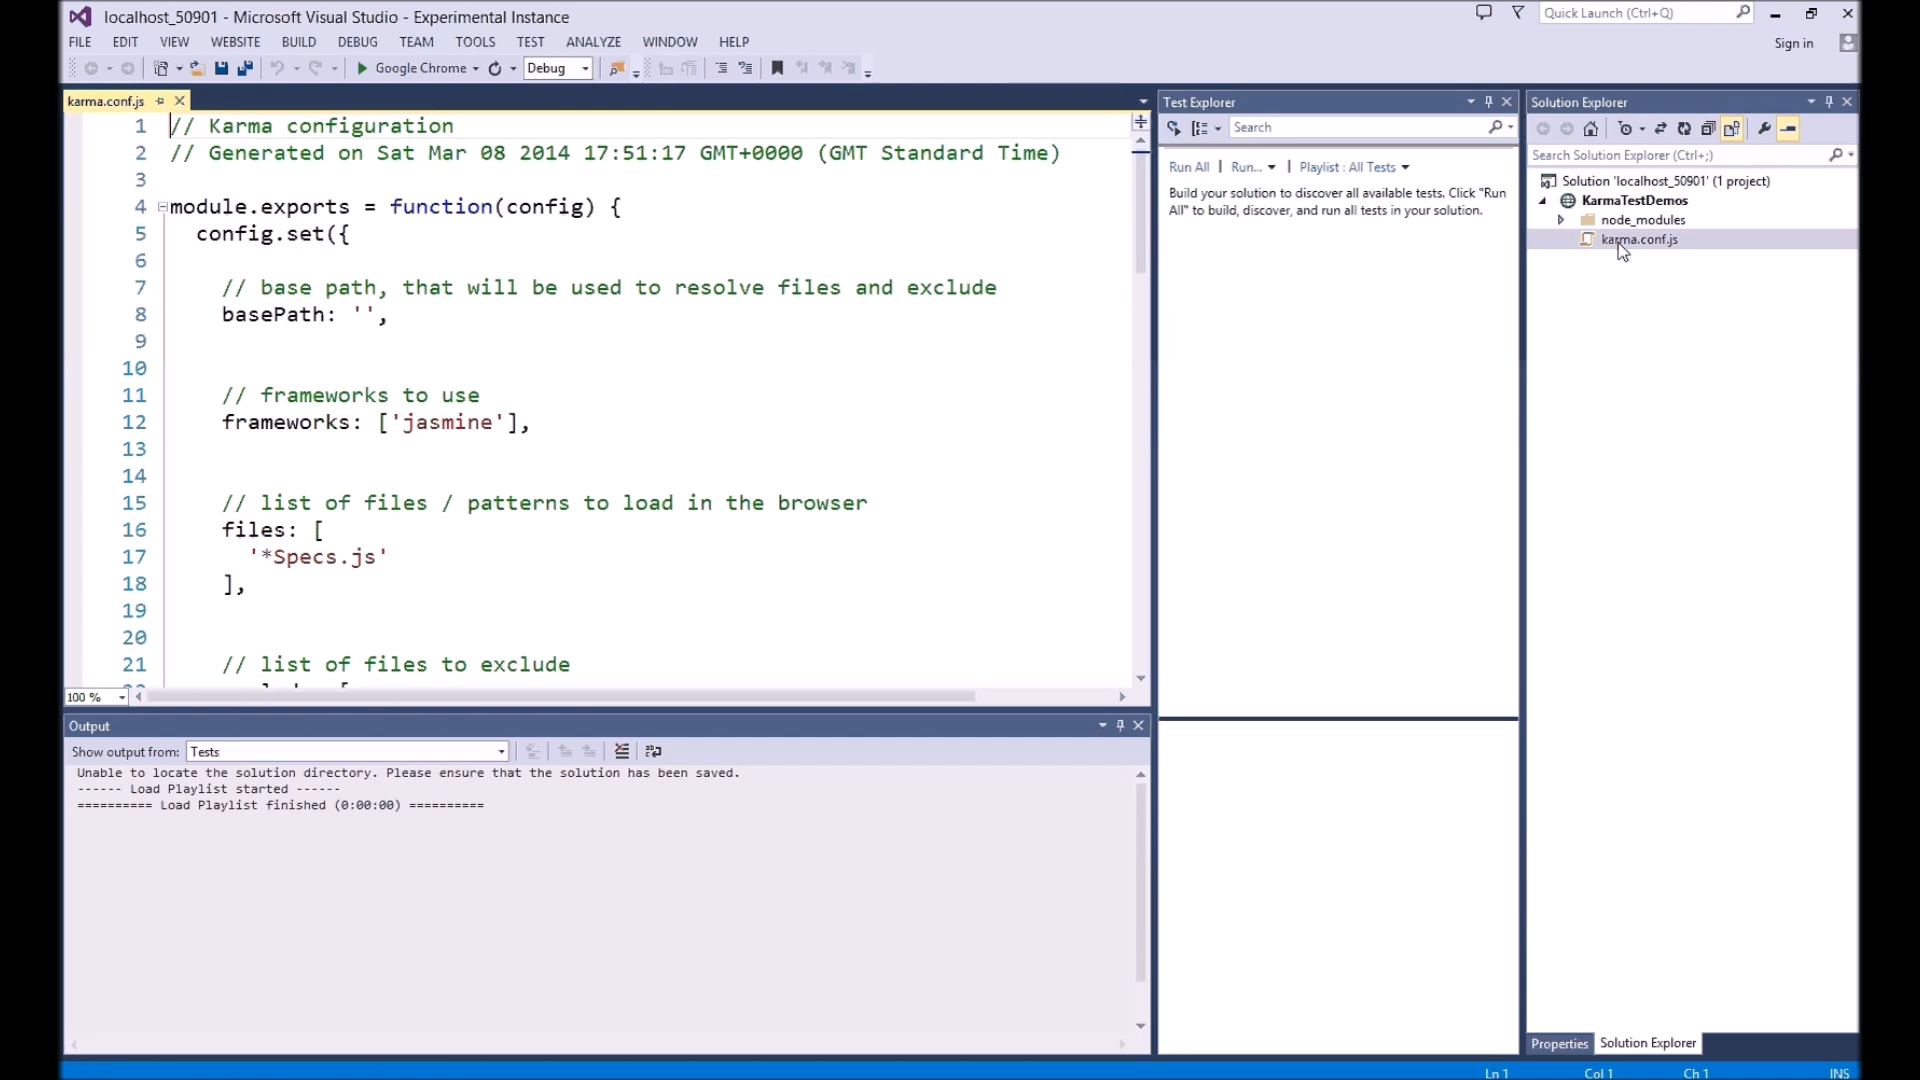 localhost_50901 - Microsoft Visual Studio - Experimental Instance
Quick Launch (Ctrl+Q)
FILE EDIT VIEW WEBSITE BUILD DEBUG TEAM TOOLS TEST ANALYZE WINDOW HELP
Sign in
Google Chrome Debug
karma.conf.js
1 // Karma configuration
2 // Generated on Sat Mar 08 2014 17:51:17 GMT+0000 (GMT Standard Time)
3
4 module.exports = function(config) {
5 config.set({
6
7 // base path, that will be used to resolve files and exclude
8 basePath: '',
9
10
11 // frameworks to use
12 frameworks: ['jasmine'],
13
14
15 // list of files / patterns to load in the browser
16 files: [
17 '*Specs.js'
18 ],
19
20
21 // list of files to exclude
100 %
Output
Show output from: Tests
Unable to locate the solution directory. Please ensure that the solution has been saved.
------ Load Playlist started ------
========== Load Playlist finished (0:00:00) ==========
Test Explorer
Search
Run All | Run... | Playlist : All Tests
Build your solution to discover all available tests. Click "Run
All" to build, discover, and run all tests in your solution.
Solution Explorer
Search Solution Explorer (Ctrl+;)
Solution 'localhost_50901' (1 project)
KarmaTestDemos
node_modules
karma.conf.js
Properties Solution Explorer
Ln 1 Col 1 Ch 1 INS